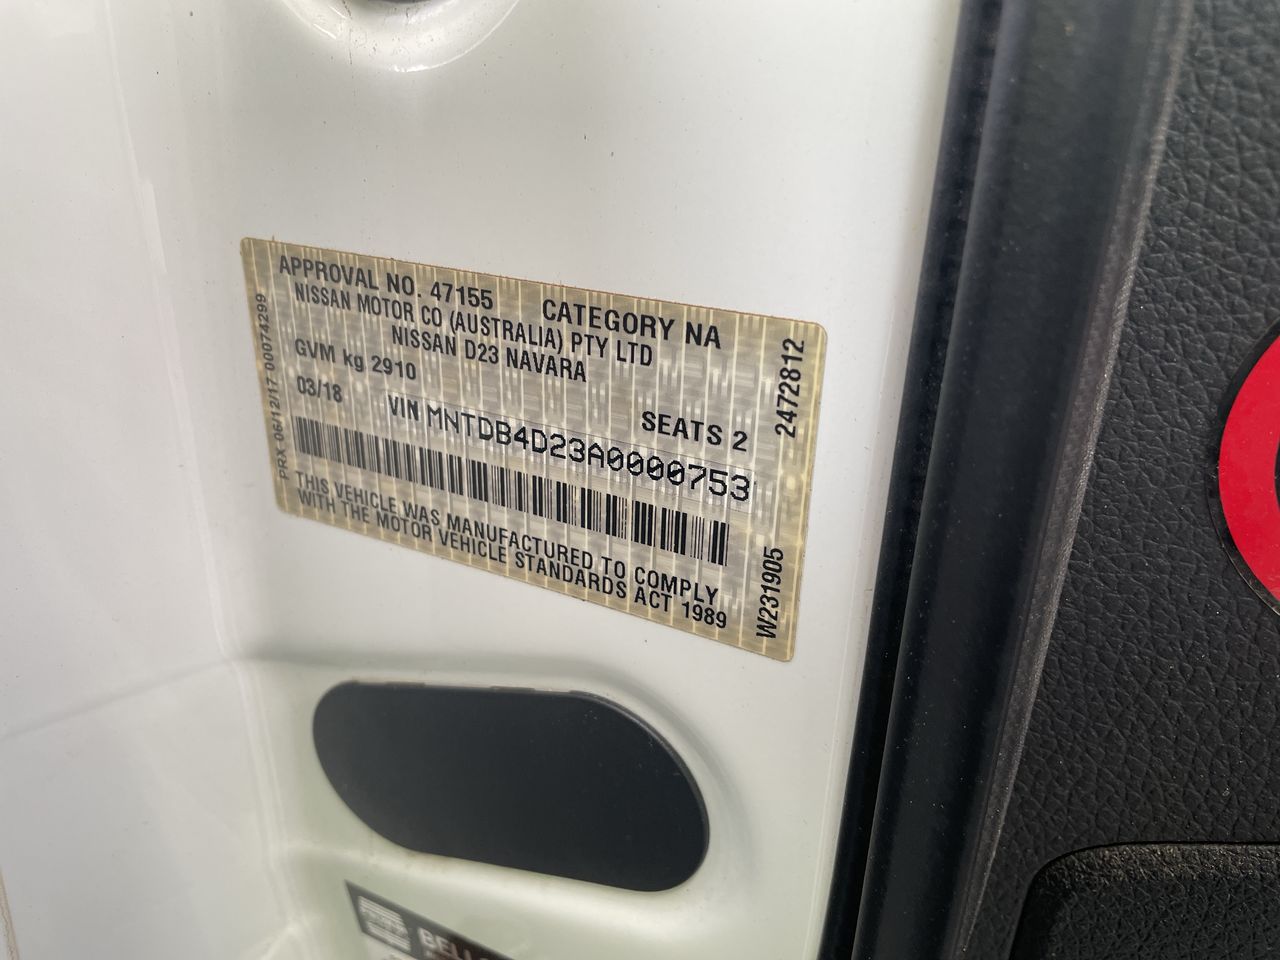 APPROVAL NO. 47155 CATEGORY NA
NISSAN MOTOR CO (AUSTRALIA) PTY LTD
NISSAN D23 NAVARA
GVM kg 2910
03/18
SEATS 2
VIN MNTDB4D23A0000753
THIS VEHICLE WAS MANUFACTURED TO COMPLY
WITH THE MOTOR VEHICLE STANDARDS ACT 1989
PRX 06/12/17 00074299
2472812
W231905